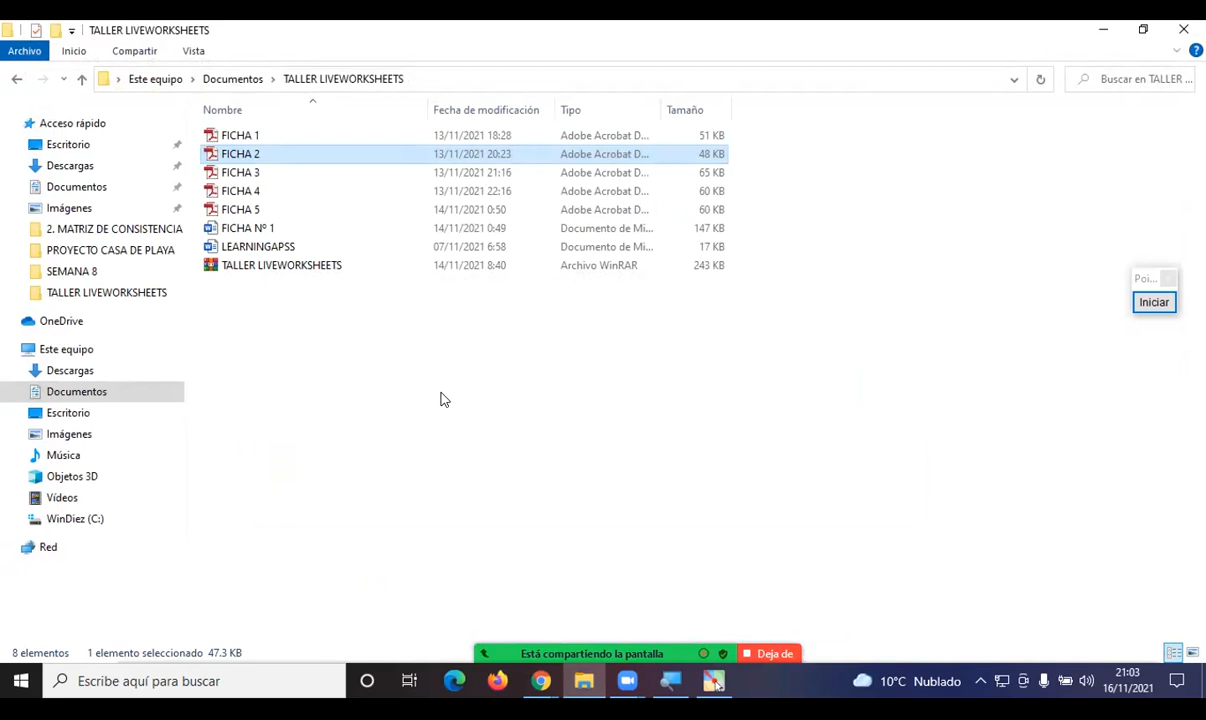 TALLER LIVEWORKSHEETS
Archivo Inicio Compartir Vista
Este equipo Documentos TALLER LIVEWORKSHEETS Buscar en TALLER ...
Nombre Fecha de modificación Tipo Tamaño
Acceso rápido
Escritorio
Descargas
Documentos
Imágenes
2. MATRIZ DE CONSISTENCIA
PROYECTO CASA DE PLAYA
SEMANA 8
TALLER LIVEWORKSHEETS
OneDrive
Este equipo
Descargas
Documentos
Escritorio
Imágenes
Música
Objetos 3D
Vídeos
WinDiez (C:)
Red
FICHA 1 13/11/2021 18:28 Adobe Acrobat D... 51 KB
FICHA 2 13/11/2021 20:23 Adobe Acrobat D... 48 KB
FICHA 3 13/11/2021 21:16 Adobe Acrobat D... 65 KB
FICHA 4 13/11/2021 22:16 Adobe Acrobat D... 60 KB
FICHA 5 14/11/2021 0:50 Adobe Acrobat D... 60 KB
FICHA Nº 1 14/11/2021 0:49 Documento de Mi... 147 KB
LEARNINGAPSS 07/11/2021 6:58 Documento de Mi... 17 KB
TALLER LIVEWORKSHEETS 14/11/2021 8:40 Archivo WinRAR 243 KB
Poi...
Iniciar
8 elementos 1 elemento seleccionado 47.3 KB
Está compartiendo la pantalla Deja de
Escribe aquí para buscar
10°C Nublado
21:03
16/11/2021